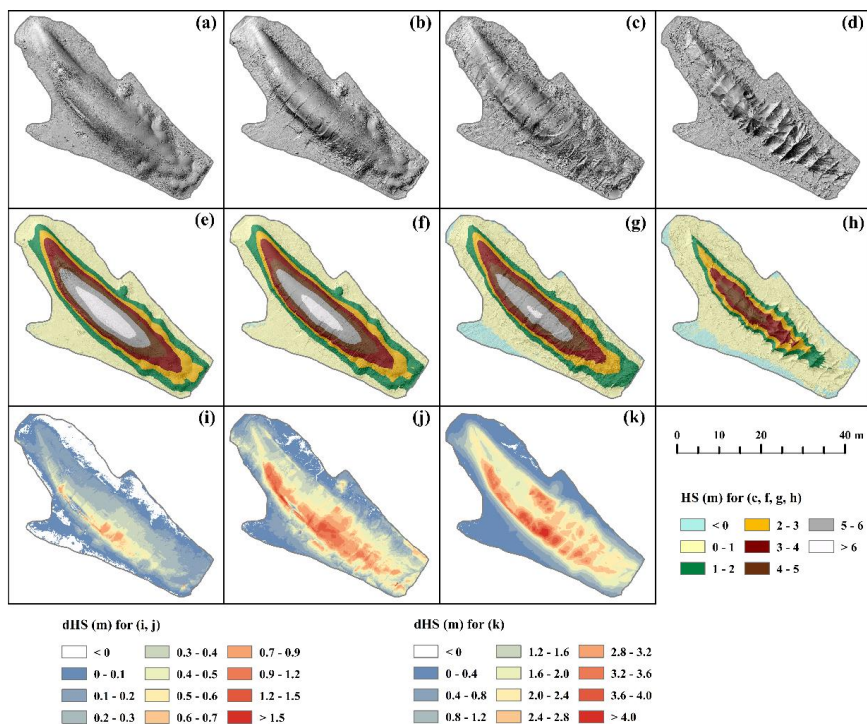 (a)
(b)
(c)
(d)
(e)
(f)
(g)
(h)
(i)
(j)
(k)
0 10 20 40 m
HS (m) for (c, f, g, h)
< 0 2 - 3 5 - 6
0 - 1 3 - 4 > 6
1 - 2 4 - 5
dHS (m) for (i, j)
< 0 0.3 - 0.4 0.7 - 0.9
0 - 0.1 0.4 - 0.5 0.9 - 1.2
0.1 - 0.2 0.5 - 0.6 1.2 - 1.5
0.2 - 0.3 0.6 - 0.7 > 1.5
dHS (m) for (k)
< 0 1.2 - 1.6 2.8 - 3.2
0 - 0.4 1.6 - 2.0 3.2 - 3.6
0.4 - 0.8 2.0 - 2.4 3.6 - 4.0
0.8 - 1.2 2.4 - 2.8 > 4.0